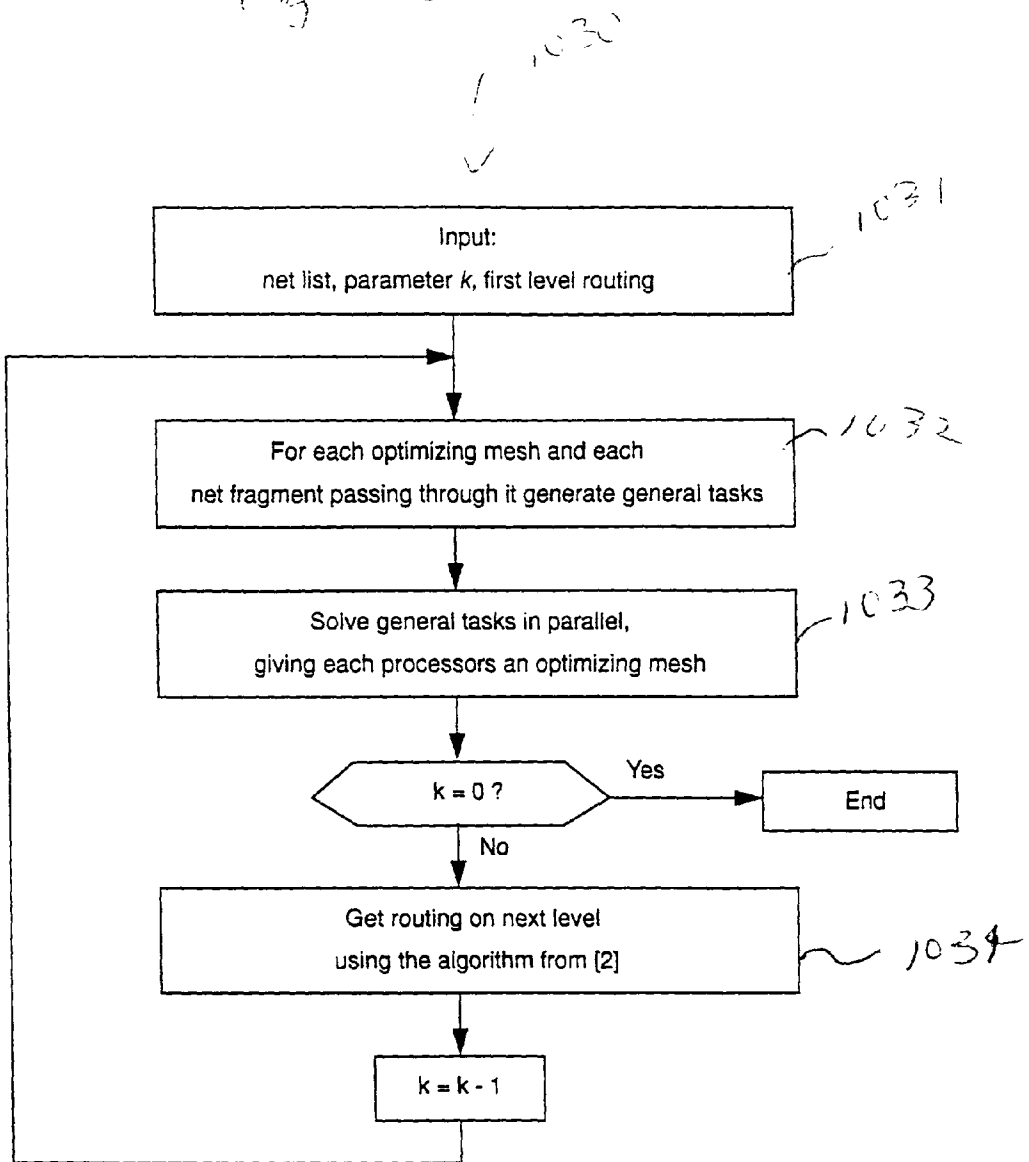 1030
1031
Input:
net list, parameter k, first level routing
For each optimizing mesh and each
net fragment passing through it generate general tasks
1032
Solve general tasks in parallel,
giving each processors an optimizing mesh
1033
k = 0 ?
Yes
End
No
Get routing on next level
using the algorithm from [2]
1034
k = k - 1